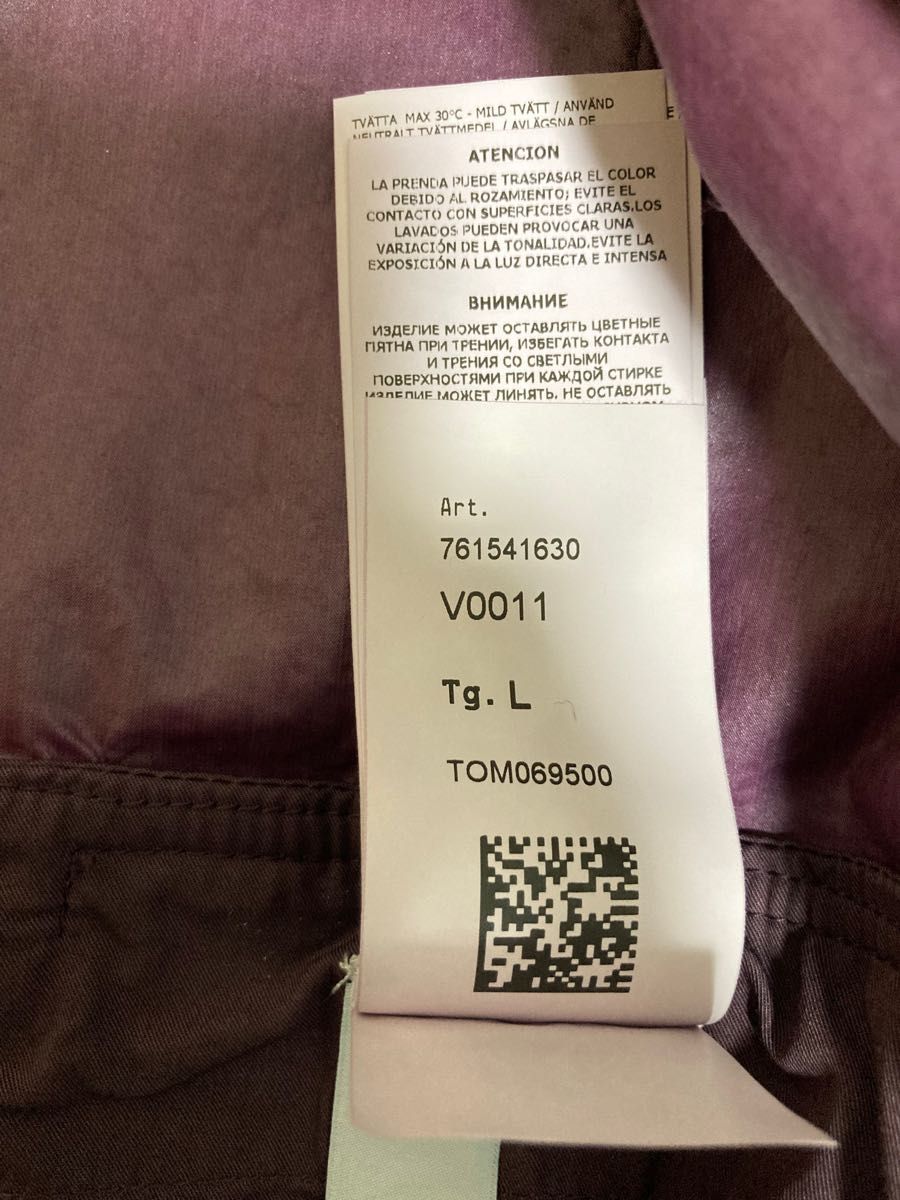 TVÄTTA MAX 30°C - MILD TVÄTT / ANVÄND
NEUTRALT TVÄTTMEDEL / AVLÄGSNA DE
E /
ATENCION
LA PRENDA PUEDE TRASPASAR EL COLOR
DEBIDO AL ROZAMIENTO; EVITE EL
CONTACTO CON SUPERFICIES CLARAS.LOS
LAVADOS PUEDEN PROVOCAR UNA
VARIACIÓN DE LA TONALIDAD.EVITE LA
EXPOSICIÓN A LA LUZ DIRECTA E INTENSA
ВНИМАНИЕ
ИЗДЕЛИЕ МОЖЕТ ОСТАВЛЯТЬ ЦВЕТНЫЕ
ПЯТНА ПРИ ТРЕНИИ, ИЗБЕГАТЬ КОНТАКТА
И ТРЕНИЯ СО СВЕТЛЫМИ
ПОВЕРХНОСТЯМИ ПРИ КАЖДОЙ СТИРКЕ
ИЗДЕЛИЕ МОЖЕТ ЛИНЯТЬ. НЕ ОСТАВЛЯТЬ
Art.
761541630
V0011
Tg. L
TOM069500